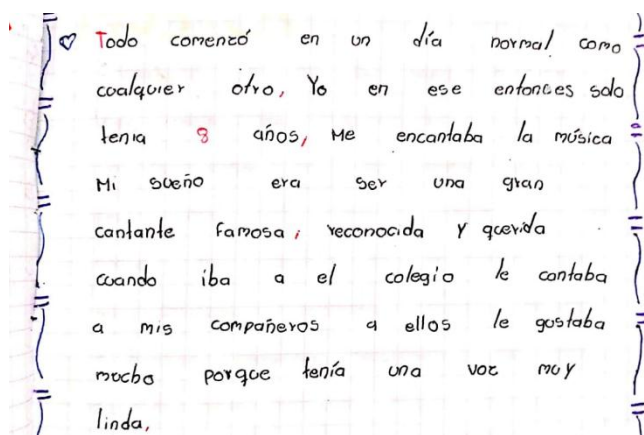 ♡ Todo comenzó en un día normal como
cualquier otro, Yo en ese entonces solo
tenia 8 años, Me encantaba la música
Mi sueño era ser una gran
cantante famosa, reconocida y querida
cuando iba a el colegio le cantaba
a mis compañeros a ellos le gustaba
mucho porque tenía una voz muy
linda,